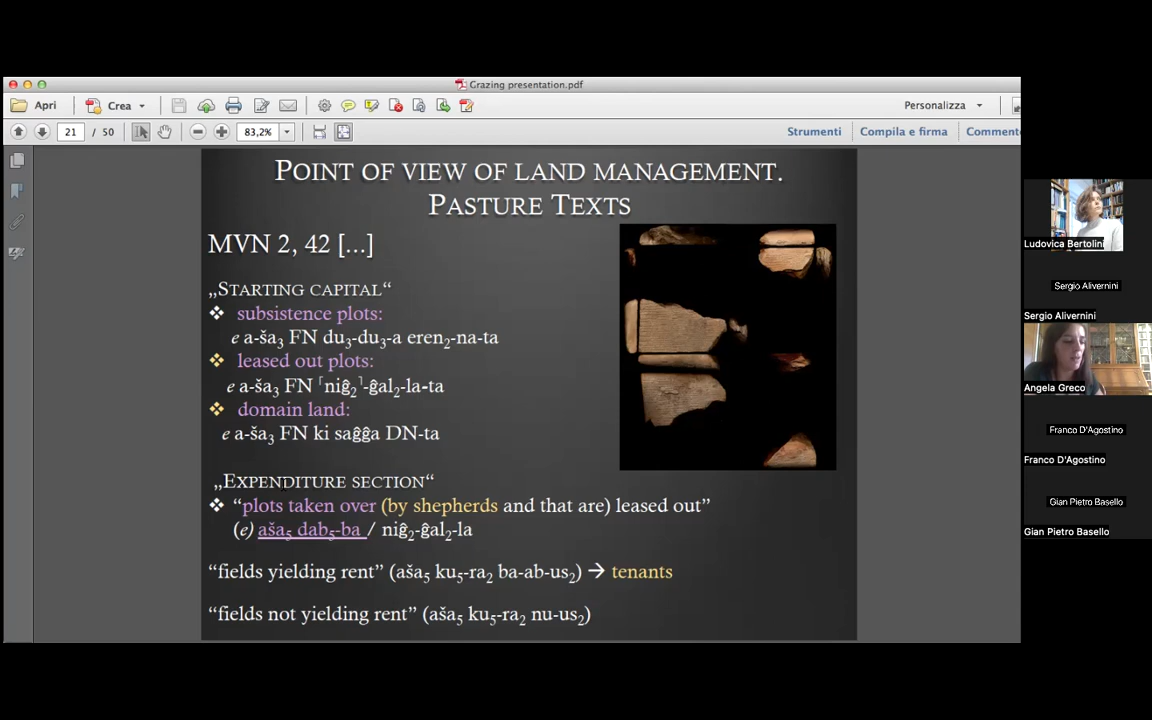 Grazing presentation.pdf
Apri
Crea
Personalizza
21 / 50
83,2%
Strumenti
Compila e firma
Comment
POINT OF VIEW OF LAND MANAGEMENT.
PASTURE TEXTS
MVN 2, 42 [...]
„STARTING CAPITAL“
❖ subsistence plots:
e a-ša₃ FN du₃-du₃-a eren₂-na-ta
❖ leased out plots:
e a-ša₃ FN ⸢niĝ₂⸣-ĝal₂-la-ta
❖ domain land:
e a-ša₃ FN ki saĝĝa DN-ta
„EXPENDITURE SECTION“
❖ “plots taken over (by shepherds and that are) leased out”
(e) aša₅ dab₅-ba / niĝ₂-ĝal₂-la
“fields yielding rent” (aša₅ ku₅-ra₂ ba-ab-us₂) → tenants
“fields not yielding rent” (aša₅ ku₅-ra₂ nu-us₂)
Ludovica Bertolini
Sergio Alivernini
Sergio Alivernini
Angela Greco
Franco D'Agostino
Franco D'Agostino
Gian Pietro Basello
Gian Pietro Basello